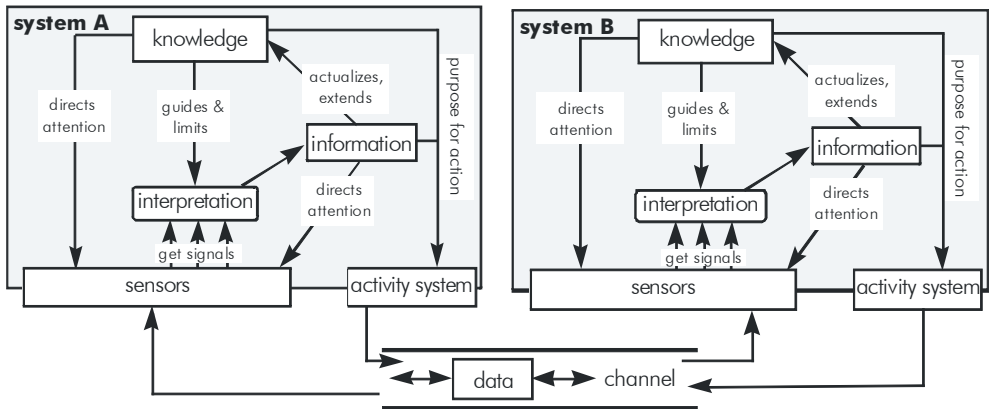 system A
knowledge
directs
attention
guides &
limits
actualizes,
extends
purpose for action
information
interpretation
directs
attention
get signals
sensors
activity system
system B
knowledge
directs
attention
guides &
limits
actualizes,
extends
purpose for action
information
interpretation
directs
attention
get signals
sensors
activity system
data
channel